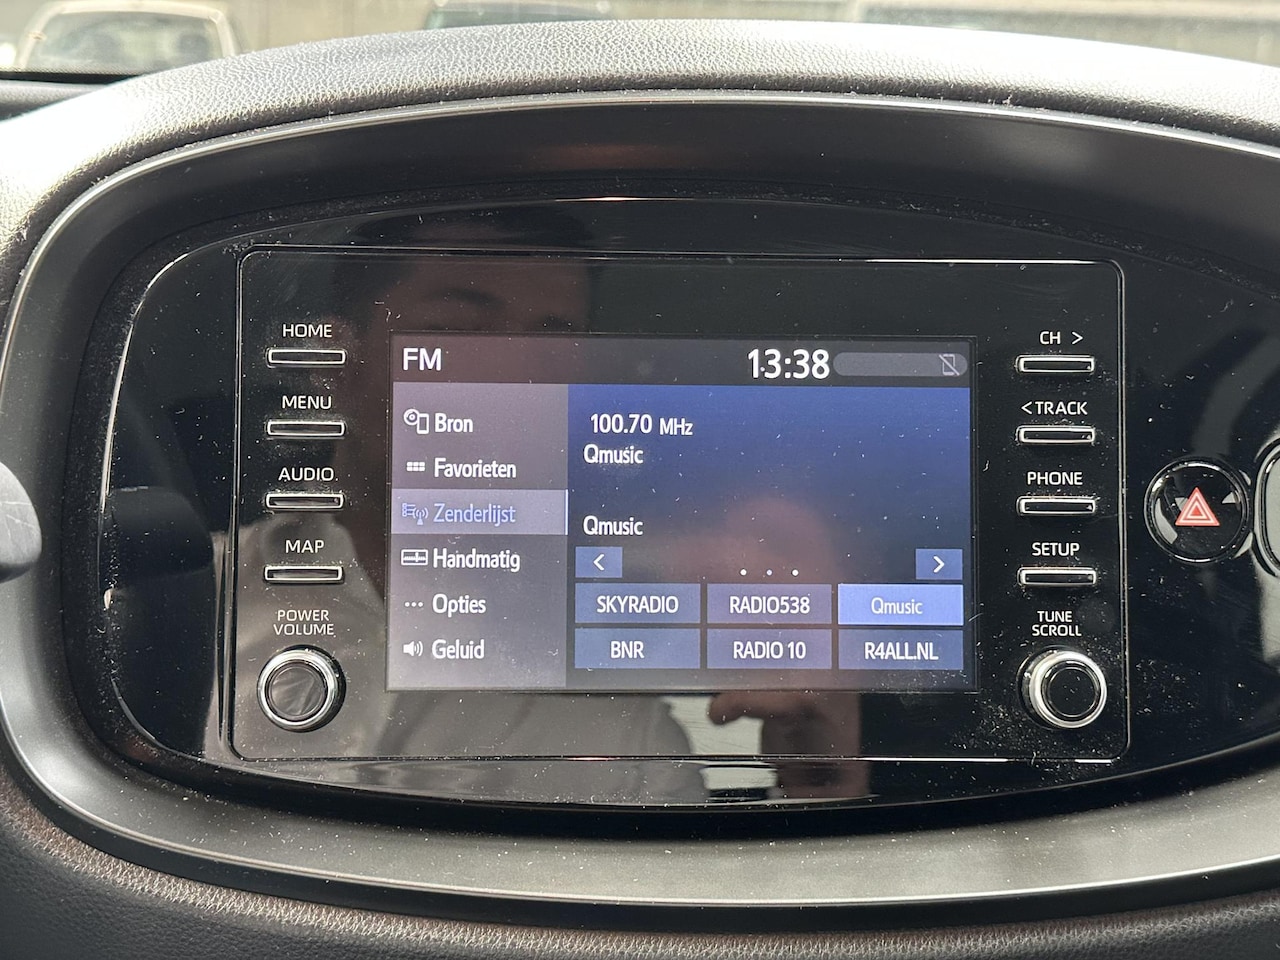 HOME
MENU
AUDIO
MAP
POWER
VOLUME
FM
13:38
Bron
Favorieten
Zenderlijst
Handmatig
Opties
Geluid
100.70 MHz
Qmusic
Qmusic
<
>
SKYRADIO
RADIO538
Qmusic
BNR
RADIO 10
R4ALL.NL
CH >
< TRACK
PHONE
SETUP
TUNE
SCROLL